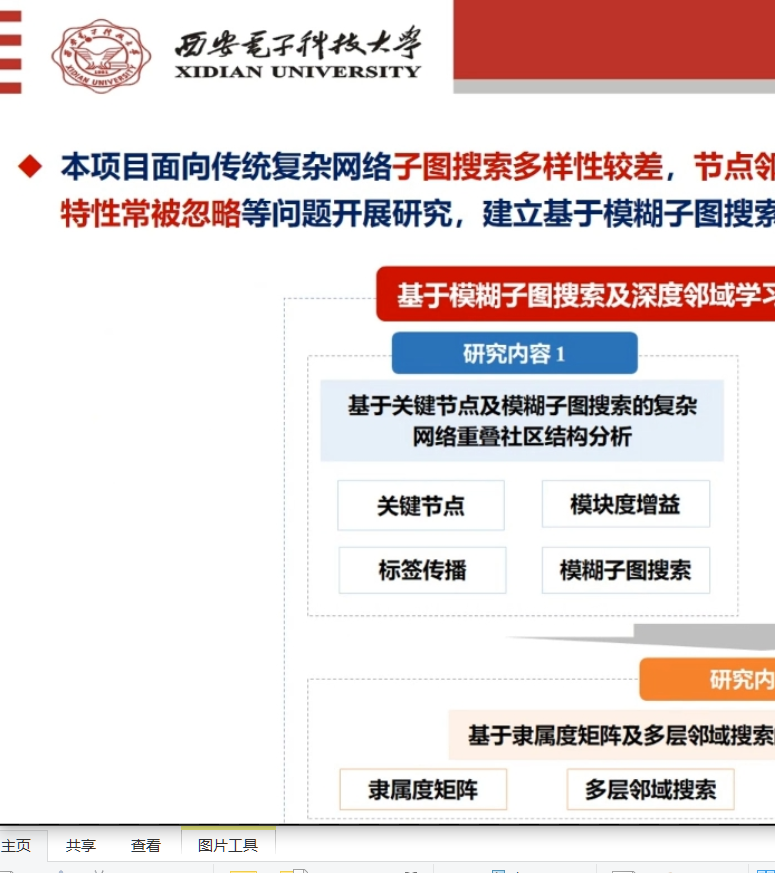 西安电子科技大学
XIDIAN UNIVERSITY
本项目面向传统复杂网络子图搜索多样性较差，节点邻
特性常被忽略等问题开展研究，建立基于模糊子图搜索
基于模糊子图搜索及深度邻域学习
研究内容 1
基于关键节点及模糊子图搜索的复杂
网络重叠社区结构分析
关键节点
模块度增益
标签传播
模糊子图搜索
研究内
基于隶属度矩阵及多层邻域搜索
隶属度矩阵
多层邻域搜索
主页
共享
查看
图片工具